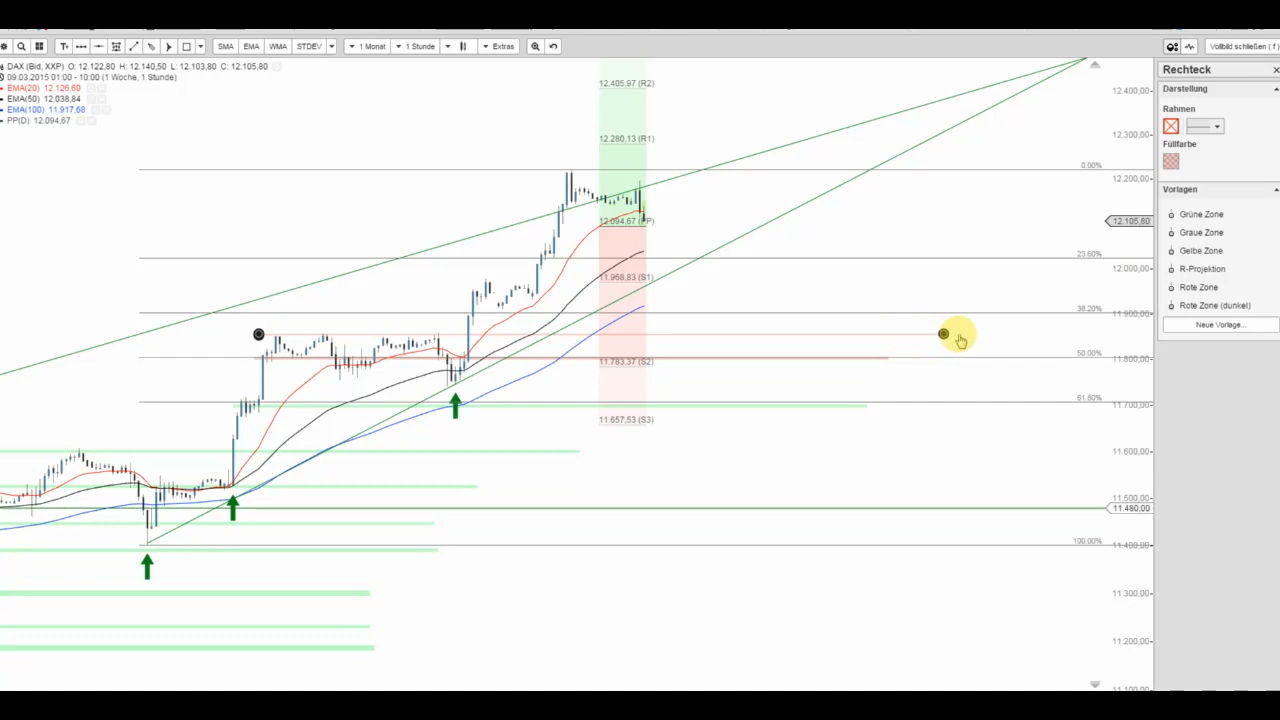 T+
SMA EMA WMA STDEV 1 Monat 1 Stunde Extras
Vollbild schließen ( f )
DAX (Bid, XXP) O: 12.122,80 H: 12.140,50 L: 12.103,80 C: 12.105,80
09.03.2015 01:00 - 10:00 (1 Woche, 1 Stunde)
EMA(20) 12.126,60
EMA(50) 12.038,84
EMA(100) 11.917,68
PP(D) 12.094,67
12.405,97 (R2)
12.280,13 (R1)
12.094,67 (PP)
11.968,83 (S1)
11.783,37 (S2)
11.657,53 (S3)
0.00%
23.60%
38.20%
50.00%
61.80%
100.00%
12.400,00
12.300,00
12.200,00
12.105,80
12.000,00
11.900,00
11.800,00
11.700,00
11.600,00
11.500,00
11.480,00
11.400,00
11.300,00
11.200,00
11.100,00
Rechteck
Darstellung
Rahmen
Füllfarbe
Vorlagen
Grüne Zone
Graue Zone
Gelbe Zone
R-Projektion
Rote Zone
Rote Zone (dunkel)
Neue Vorlage...